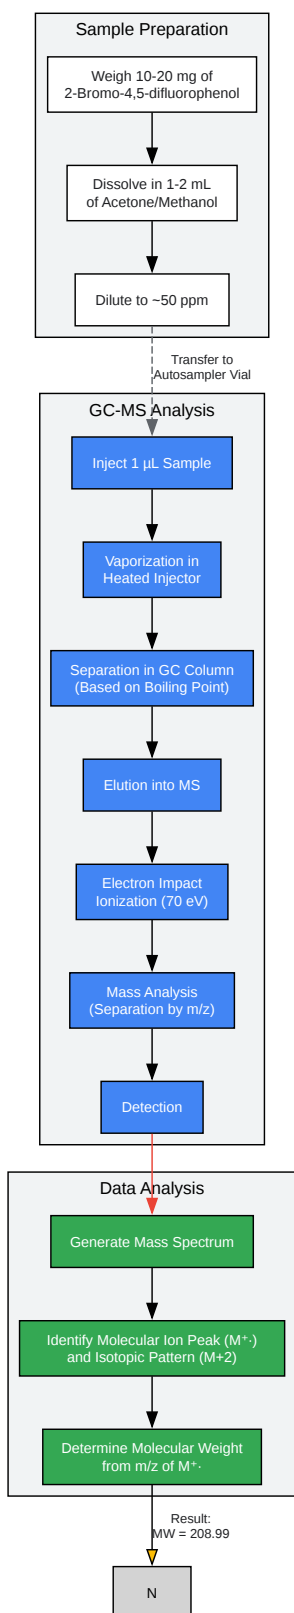 Sample Preparation
Weigh 10-20 mg of
2-Bromo-4,5-difluorophenol
Dissolve in 1-2 mL
of Acetone/Methanol
Dilute to ~50 ppm
Transfer to
Autosampler Vial
GC-MS Analysis
Inject 1 µL Sample
Vaporization in
Heated Injector
Separation in GC Column
(Based on Boiling Point)
Elution into MS
Electron Impact
Ionization (70 eV)
Mass Analysis
(Separation by m/z)
Detection
Data Analysis
Generate Mass Spectrum
Identify Molecular Ion Peak (M⁺·)
and Isotopic Pattern (M+2)
Determine Molecular Weight
from m/z of M⁺·
Result:
MW = 208.99
N